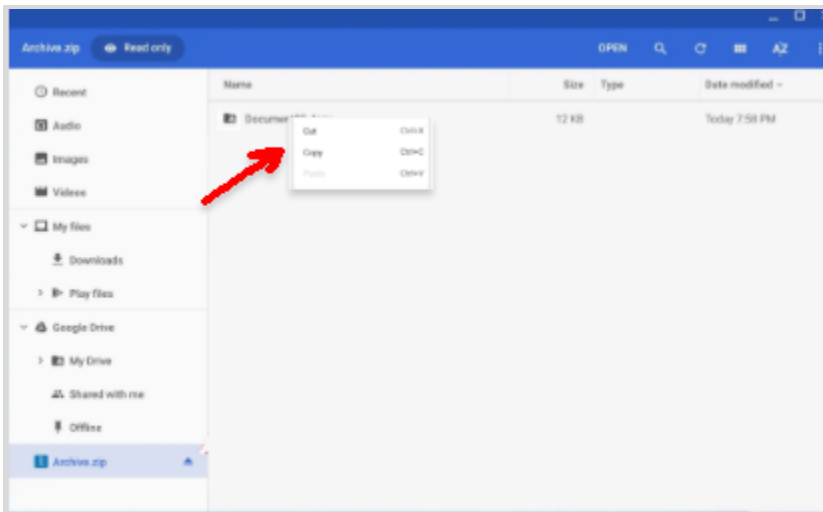 Archive.zip Read only OPEN AZ
Recent
Audio
Images
Videos
My files
Downloads
Play files
Google Drive
My Drive
Shared with me
Offline
Archive.zip
Name Size Type Date modified
12 KB Today 7:58 PM
Cut Ctrl+X
Copy Ctrl+C
Paste Ctrl+V